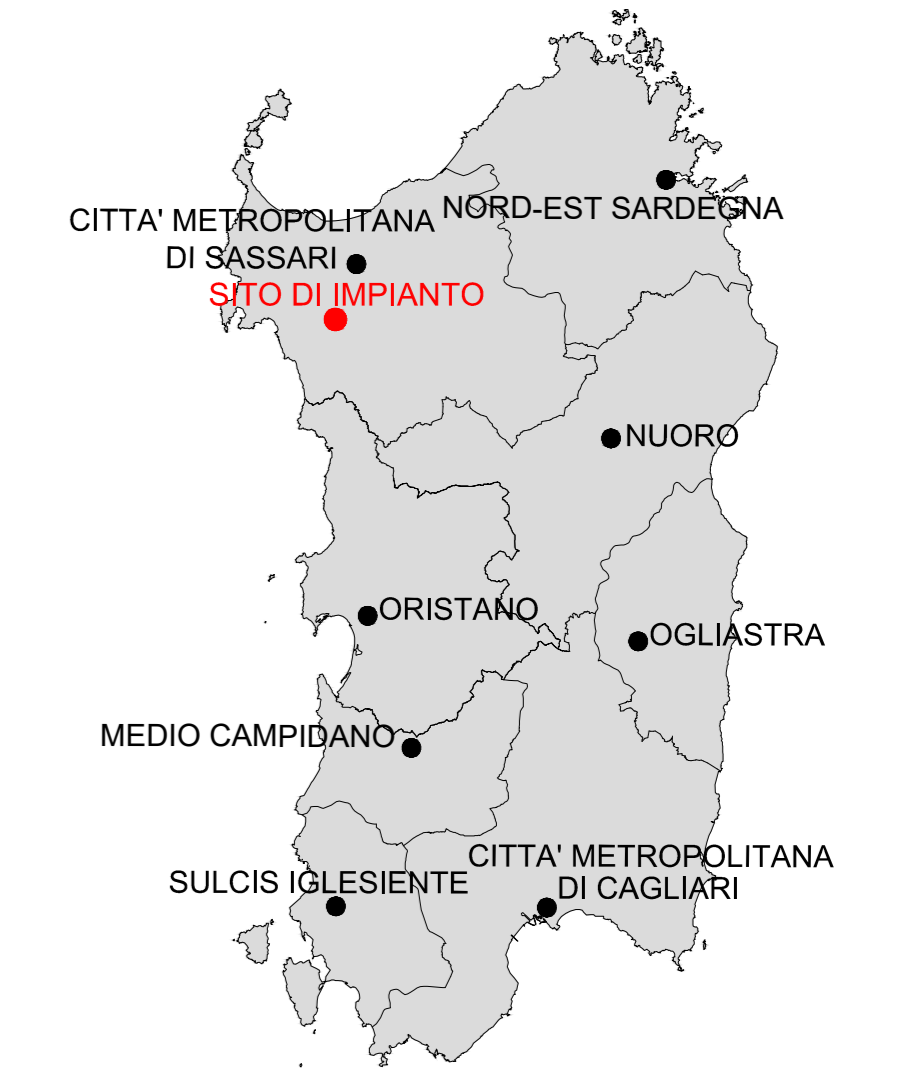 NORD-EST SARDEGNA
CITTA' METROPOLITANA
DI SASSARI
SITO DI IMPIANTO
NUORO
ORISTANO
OGLIASTRA
MEDIO CAMPIDANO
CITTA' METROPOLITANA
DI CAGLIARI
SULCIS IGLESIENTE